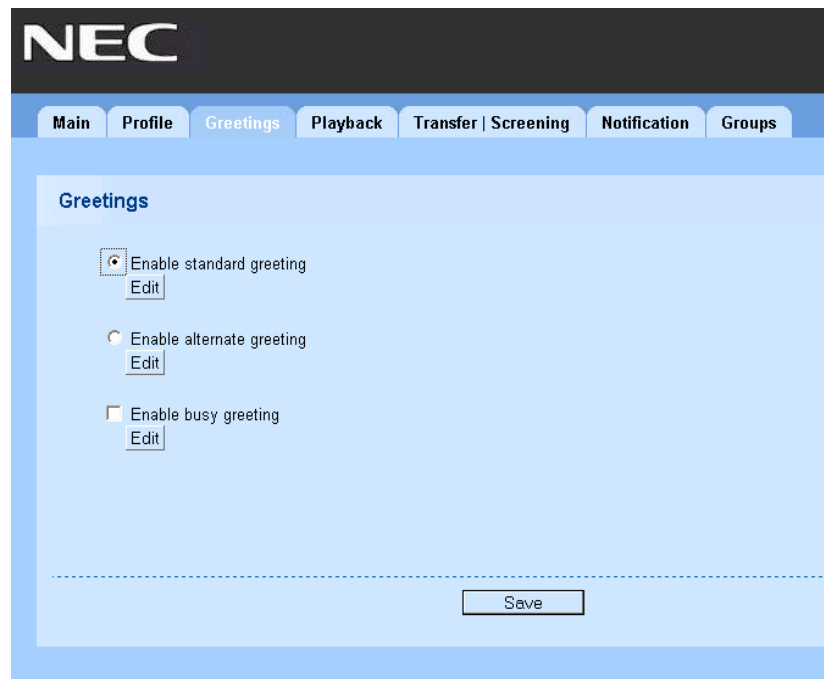 NEC
Main Profile Greetings Playback Transfer | Screening Notification Groups
Greetings
Enable standard greeting
Edit
Enable alternate greeting
Edit
Enable busy greeting
Edit
Save